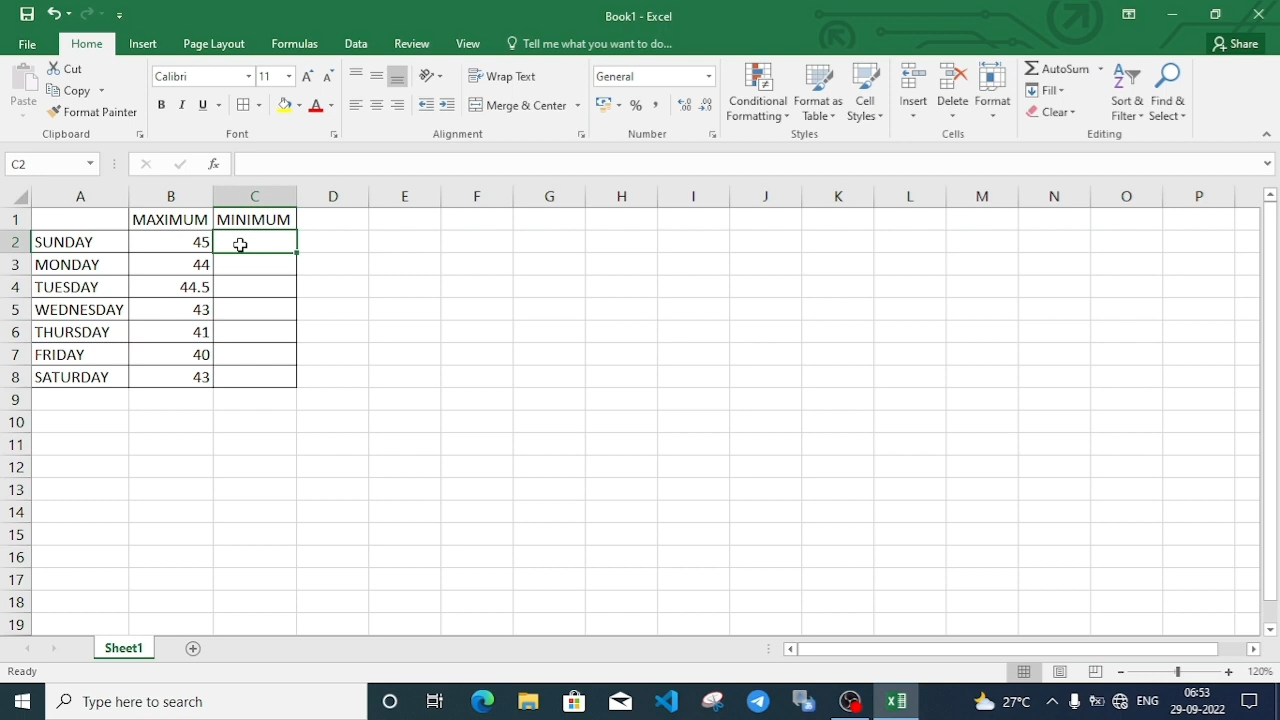 Book1 - Excel
File Home Insert Page Layout Formulas Data Review View Tell me what you want to do... Share
Paste
Cut
Copy
Format Painter
Clipboard
Calibri 11
B I U
Font
Wrap Text
Merge & Center
Alignment
General
Number
Conditional Formatting
Format as Table
Cell Styles
Styles
Insert Delete Format
Cells
AutoSum
Fill
Clear
Sort & Filter
Find & Select
Editing
C2 fx
A B C D E F G H I J K L M N O P
1 MAXIMUM MINIMUM
2 SUNDAY 45
3 MONDAY 44
4 TUESDAY 44.5
5 WEDNESDAY 43
6 THURSDAY 41
7 FRIDAY 40
8 SATURDAY 43
9
10
11
12
13
14
15
16
17
18
19
Sheet1
Ready 120%
Type here to search 27°C ENG 06:53
29-09-2022